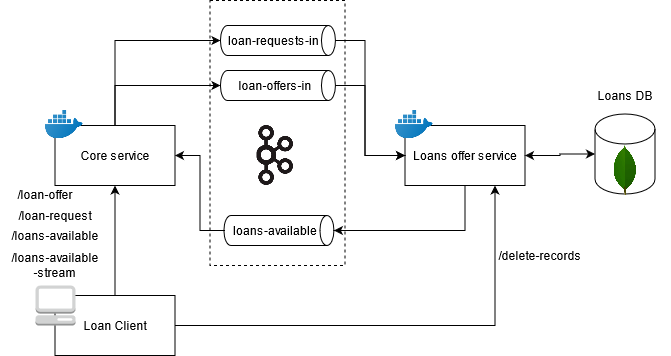 loan-requests-in
loan-offers-in
Loans DB
Core service
Loans offer service
/loan-offer
/loan-request
/loans-available
/loans-available
-stream
loans-available
/delete-records
Loan Client